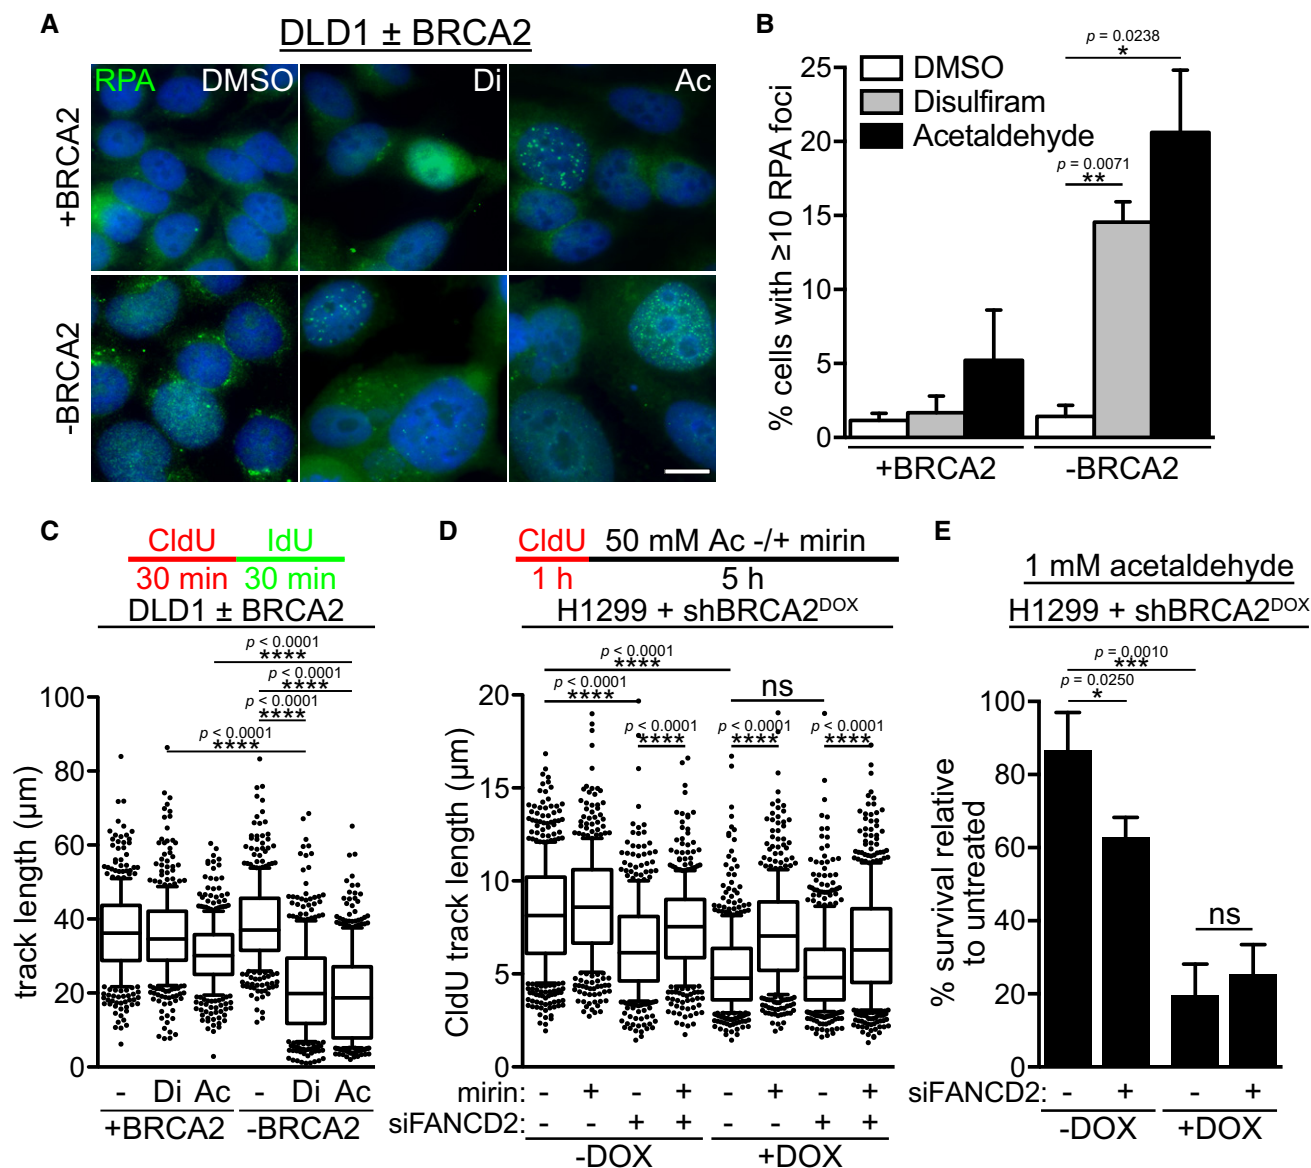 A
DLD1 ± BRCA2
RPA DMSO Di Ac
+BRCA2
-BRCA2
B
% cells with ≥10 RPA foci
25
20
15
10
5
0
DMSO
Disulfiram
Acetaldehyde
p = 0.0238
*
p = 0.0071
**
+BRCA2 -BRCA2
C
CldU IdU
30 min 30 min
DLD1 ± BRCA2
p < 0.0001
****
p < 0.0001
****
p < 0.0001
****
p < 0.0001
****
track length (µm)
100
80
60
40
20
0
- Di Ac - Di Ac
+BRCA2 -BRCA2
D
CldU 50 mM Ac -/+ mirin
1 h 5 h
H1299 + shBRCA2DOX
p < 0.0001
****
p < 0.0001
****
ns
p < 0.0001
****
p < 0.0001
****
p < 0.0001
****
CldU track length (µm)
20
15
10
5
0
mirin: - + - + - + - +
siFANCD2: - - + + - - + +
-DOX +DOX
E
1 mM acetaldehyde
H1299 + shBRCA2DOX
p = 0.0010
***
p = 0.0250
*
ns
% survival relative
to untreated
100
80
60
40
20
0
siFANCD2: - + - +
-DOX +DOX